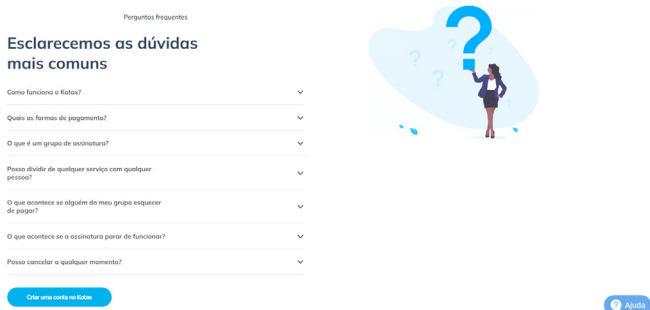 Perguntas frequentes
Esclarecemos as dúvidas
mais comuns
Como funciona o Kotas?
Quais as formas de pagamento?
O que é um grupo de assinatura?
Posso dividir de qualquer serviço com qualquer
pessoa?
O que acontece se alguém do meu grupo esquecer
de pagar?
O que acontece se a assinatura parar de funcionar?
Posso cancelar a qualquer momento?
Criar uma conta no Kotas
? Ajuda